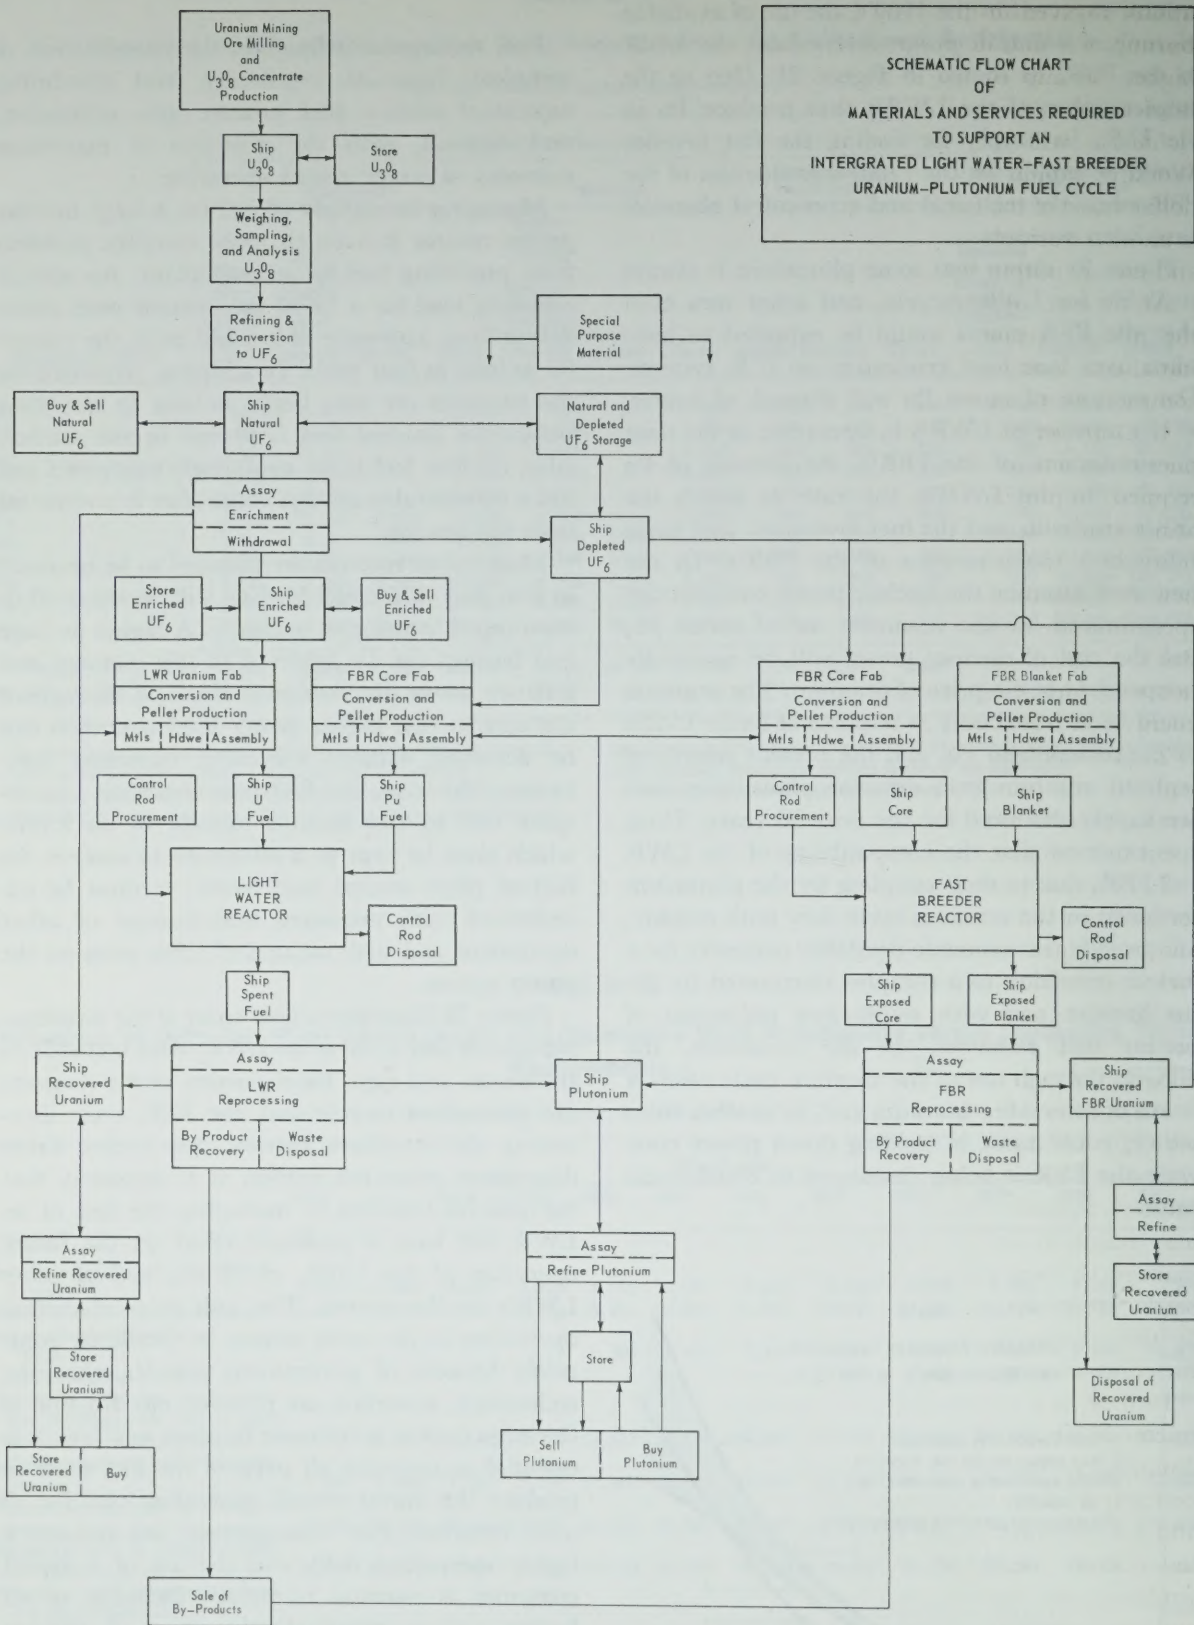 Uranium Mining
Ore Milling
and
U3O8 Concentrate
Production
SCHEMATIC FLOW CHART
OF
MATERIALS AND SERVICES REQUIRED
TO SUPPORT AN
INTERGRATED LIGHT WATER–FAST BREEDER
URANIUM–PLUTONIUM FUEL CYCLE
Ship
U3O8
Store
U3O8
Weighing,
Sampling,
and Analysis
U3O8
Refining &
Conversion
to UF6
Special
Purpose
Material
Buy & Sell
Natural
UF6
Ship
Natural
UF6
Natural and
Depleted
UF6 Storage
Assay
Enrichment
Withdrawal
Ship
Depleted
UF6
Store
Enriched
UF6
Ship
Enriched
UF6
Buy & Sell
Enriched
UF6
LWR Uranium Fab
Conversion and
Pellet Production
Mtls
Hdwe
Assembly
FBR Core Fab
Conversion and
Pellet Production
Mtls
Hdwe
Assembly
FBR Core Fab
Conversion and
Pellet Production
Mtls
Hdwe
Assembly
FBR Blanket Fab
Conversion and
Pellet Production
Mtls
Hdwe
Assembly
Control
Rod
Procurement
Ship
U
Fuel
Ship
Pu
Fuel
Control
Rod
Procurement
Ship
Core
Ship
Blanket
LIGHT
WATER
REACTOR
Control
Rod
Disposal
FAST
BREEDER
REACTOR
Control
Rod
Disposal
Ship
Spent
Fuel
Ship
Exposed
Core
Ship
Exposed
Blanket
Ship
Recovered
Uranium
Assay
LWR
Reprocessing
By Product
Recovery
Waste
Disposal
Ship
Plutonium
Assay
FBR
Reprocessing
By Product
Recovery
Waste
Disposal
Ship
Recovered
FBR Uranium
Assay
Refine
Assay
Refine Recovered
Uranium
Assay
Refine Plutonium
Store
Recovered
Uranium
Store
Recovered
Uranium
Store
Disposal of
Recovered
Uranium
Store
Recovered
Uranium
Buy
Sell
Plutonium
Buy
Plutonium
Sale of
By–Products